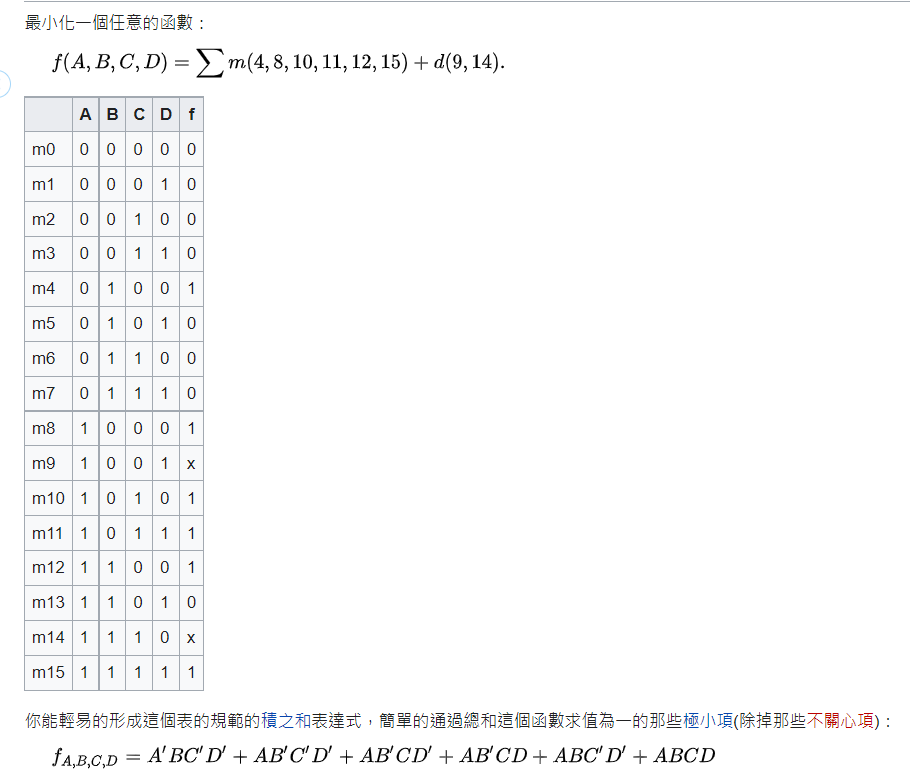 最小化一個任意的函數：
f(A, B, C, D) = ∑ m(4, 8, 10, 11, 12, 15) + d(9, 14).
A B C D f
m0 0 0 0 0 0
m1 0 0 0 1 0
m2 0 0 1 0 0
m3 0 0 1 1 0
m4 0 1 0 0 1
m5 0 1 0 1 0
m6 0 1 1 0 0
m7 0 1 1 1 0
m8 1 0 0 0 1
m9 1 0 0 1 x
m10 1 0 1 0 1
m11 1 0 1 1 1
m12 1 1 0 0 1
m13 1 1 0 1 0
m14 1 1 1 0 x
m15 1 1 1 1 1
你能輕易的形成這個表的規範的積之和表達式，簡單的通過總和這個函數求值為一的那些極小項(除掉那些不關心項)：
f_{A,B,C,D} = A′BC′D′ + AB′C′D′ + AB′CD′ + AB′CD + ABC′D′ + ABCD